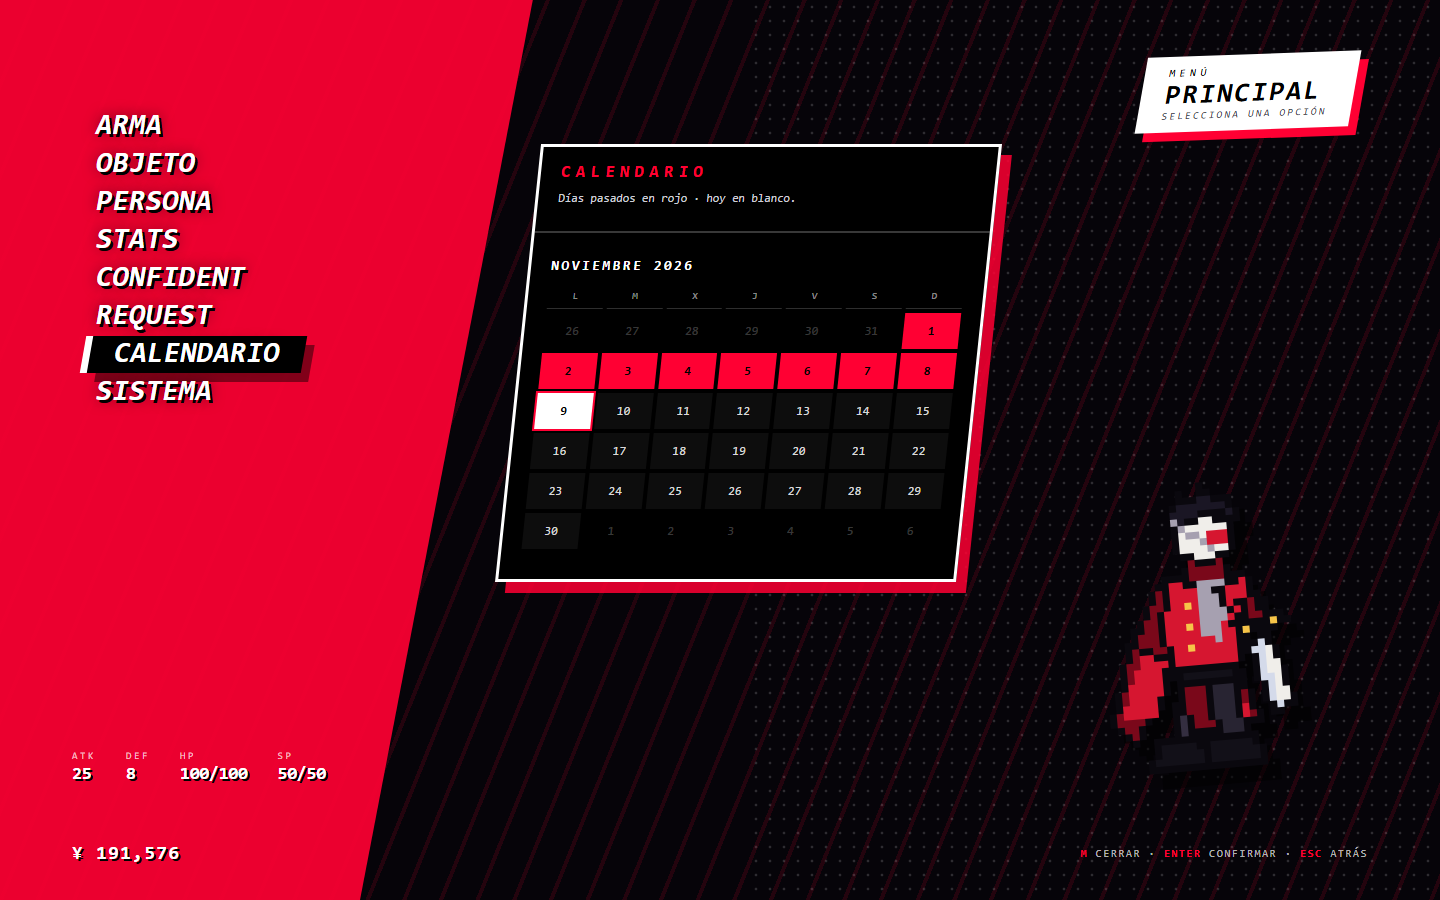 ARMA
OBJETO
PERSONA
STATS
CONFIDENT
REQUEST
CALENDARIO
SISTEMA
ATK DEF HP SP
25 8 100/100 50/50
¥ 191,576
CALENDARIO
Días pasados en rojo · hoy en blanco.
NOVIEMBRE 2026
L M X J V S D
26 27 28 29 30 31 1
2 3 4 5 6 7 8
9 10 11 12 13 14 15
16 17 18 19 20 21 22
23 24 25 26 27 28 29
30 1 2 3 4 5 6
MENÚ
PRINCIPAL
SELECCIONA UNA OPCIÓN
M CERRAR · ENTER CONFIRMAR · ESC ATRÁS